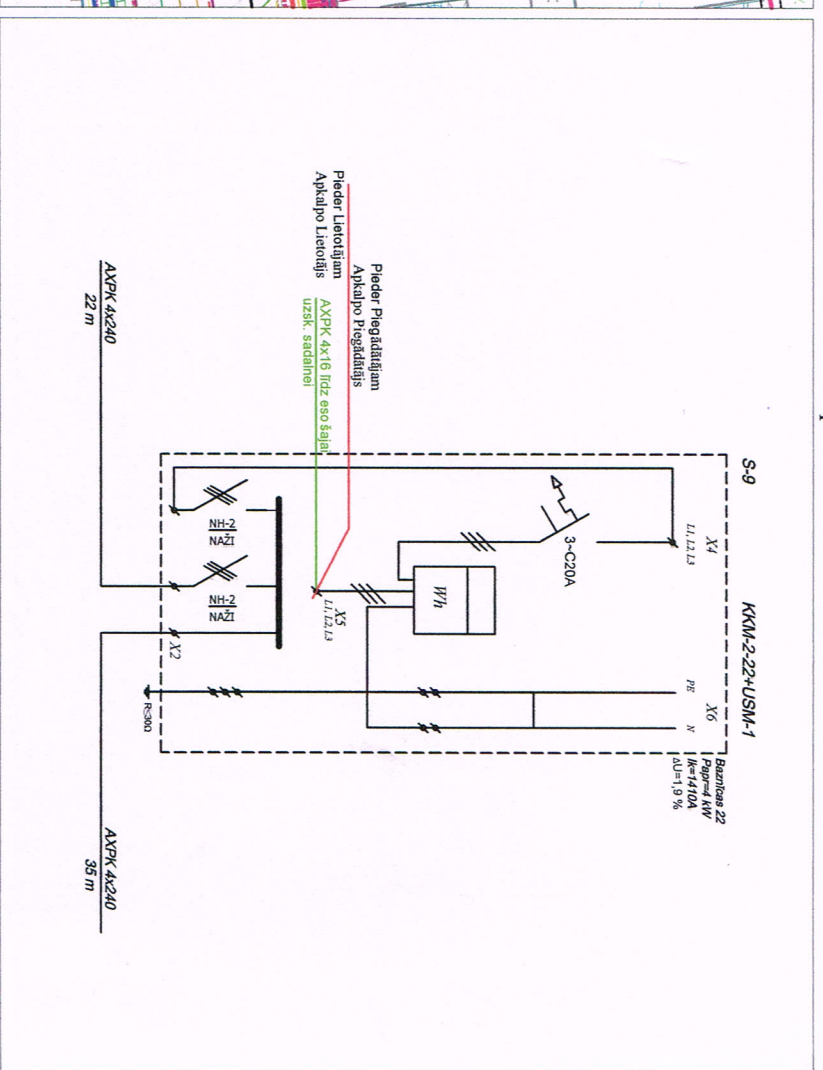 S-9
KKM-2-22+USM-1
X4
L1, L2, L3
X6
PE
N
Baznīcas 22
Papr=4 kW
Ik=1410A
ΔU=1,9 %
3~C20A
Wh
Pieder Piegādātājam
Apkalpo Piegādātājs
Pieder Lietotājam
Apkalpo Lietotājs
AXPK 4x16 līdz eso šajai
uzsk. sadalnei
X5
L1, L2, L3
NH-2
NAŽI
NH-2
NAŽI
X2
R≤30Ω
AXPK 4x240
22 m
AXPK 4x240
35 m